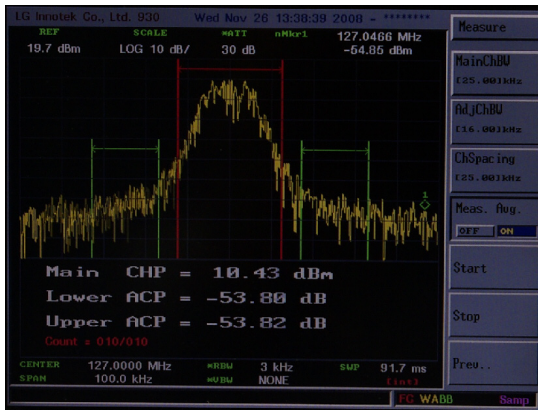 LG Innotek Co., Ltd. 930 Wed Nov 26 13:38:39 2008 - ********
REF SCALE *ATT nMkr1 127.0466 MHz
19.7 dBm LOG 10 dB/ 30 dB -54.85 dBm
1
Main CHP = 10.43 dBm
Lower ACP = -53.80 dB
Upper ACP = -53.82 dB
Count = 010/010
CENTER 127.0000 MHz *RBW 3 kHz SWP 91.7 ms
SPAN 100.0 kHz *VBW NONE [int]
FC WABB Samp
Measure
MainChBW
[25.00]kHz
AdjChBW
[16.00]kHz
ChSpacing
[25.00]kHz
Meas. Avg.
OFF ON
Start
Stop
Prev..